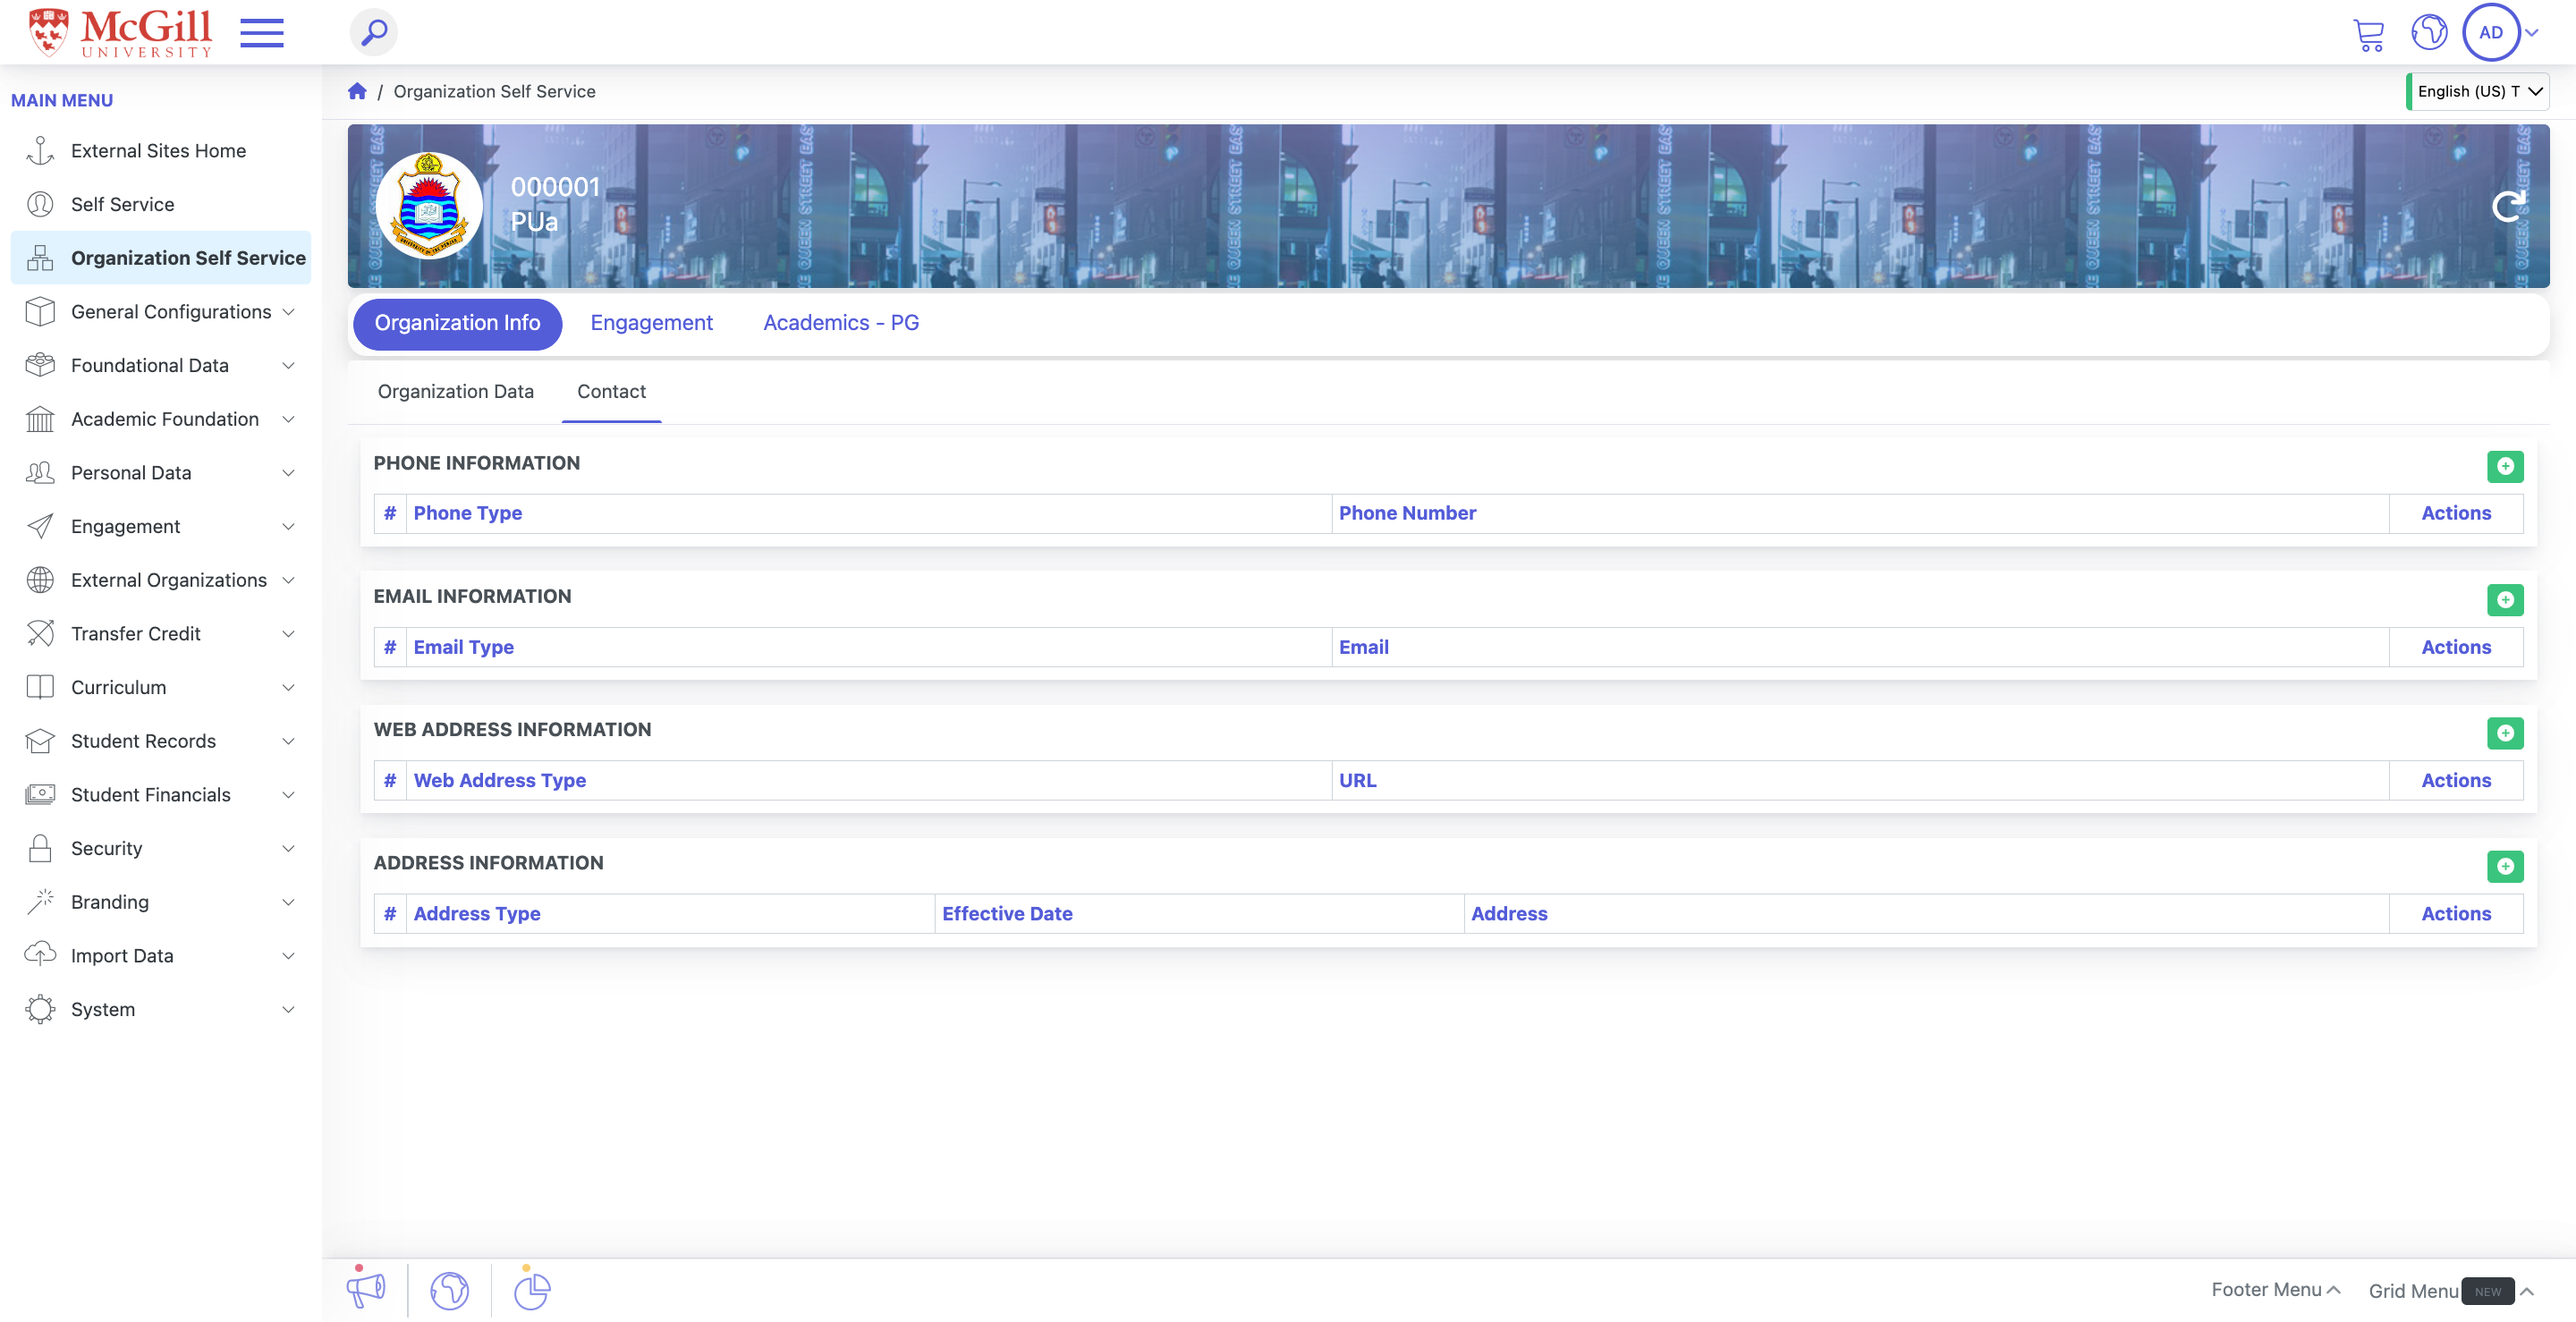 McGill
UNIVERSITY
AD
MAIN MENU
External Sites Home
Self Service
Organization Self Service
General Configurations
Foundational Data
Academic Foundation
Personal Data
Engagement
External Organizations
Transfer Credit
Curriculum
Student Records
Student Financials
Security
Branding
Import Data
System
/ Organization Self Service
English (US) T
000001
PUa
Organization Info
Engagement
Academics - PG
Organization Data
Contact
PHONE INFORMATION
# Phone Type Phone Number Actions
EMAIL INFORMATION
# Email Type Email Actions
WEB ADDRESS INFORMATION
# Web Address Type URL Actions
ADDRESS INFORMATION
# Address Type Effective Date Address Actions
Footer Menu
Grid Menu NEW